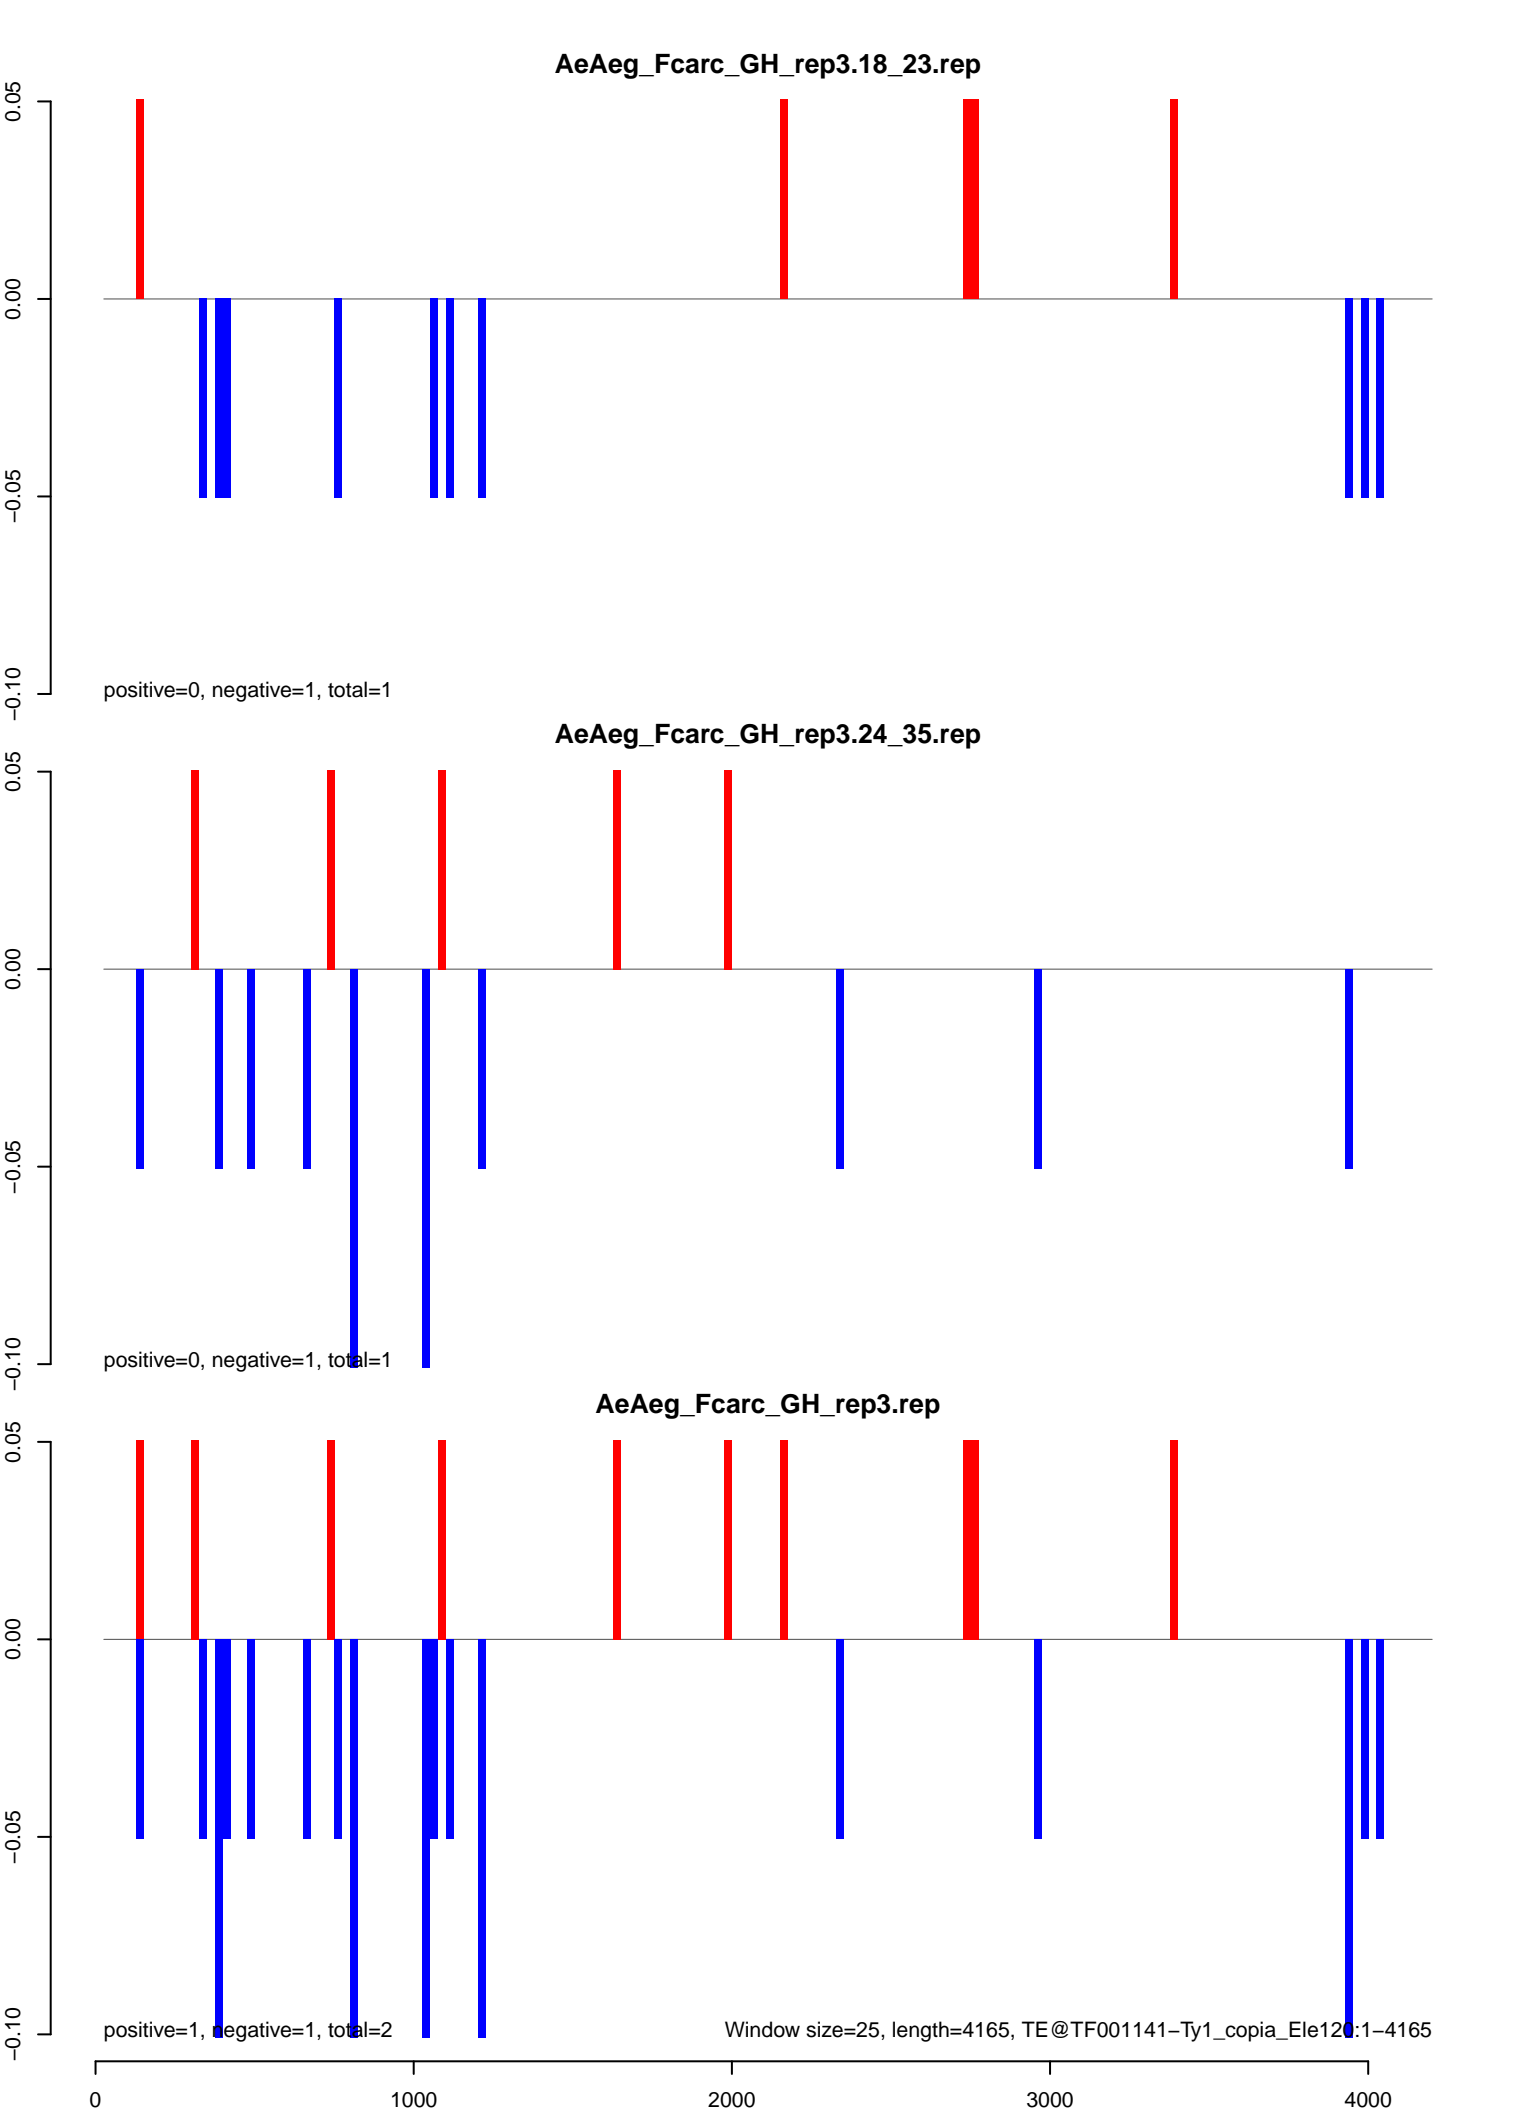 AeAeg_Fcarc_GH_rep3.18_23.rep
0.05
0.00
−0.05
−0.10
positive=0, negative=1, total=1
AeAeg_Fcarc_GH_rep3.24_35.rep
0.05
0.00
−0.05
−0.10
positive=0, negative=1, total=1
AeAeg_Fcarc_GH_rep3.rep
0.05
0.00
−0.05
−0.10
positive=1, negative=1, total=2
Window size=25, length=4165, TE@TF001141−Ty1_copia_Ele120:1−4165
0 1000 2000 3000 4000